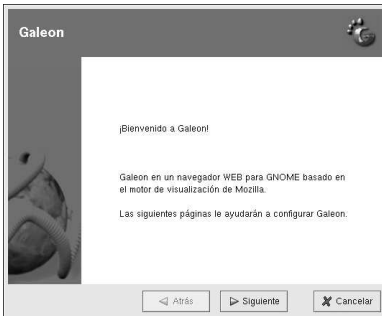 Galeon
¡Bienvenido a Galeon!
Galeon en un navegador WEB para GNOME basado en
el motor de visualización de Mozilla.
Las siguientes páginas le ayudarán a configurar Galeon.
Atrás
Siguiente
Cancelar